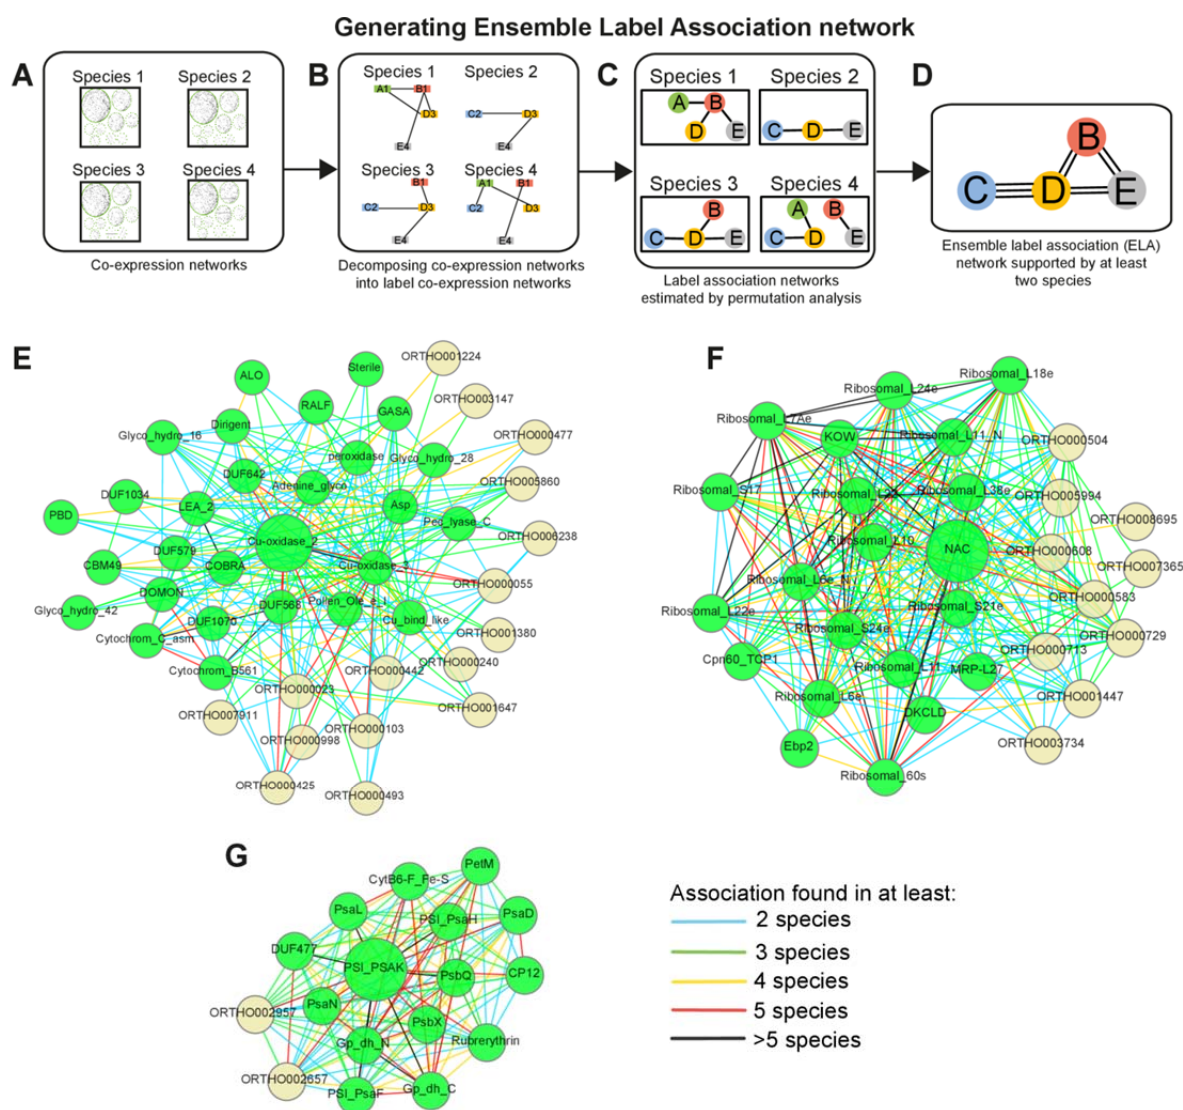 Generating Ensemble Label Association network
A
Species 1
Species 2
Species 3
Species 4
Co-expression networks
B
Species 1
A1
B1
D3
E4
Species 2
C2
D3
E4
Species 3
B1
C2
D3
E4
Species 4
A1
B1
C2
D3
E4
Decomposing co-expression networks
into label co-expression networks
C
Species 1
A
B
D
E
Species 2
C
D
E
Species 3
B
C
D
E
Species 4
A
B
C
D
E
Label association networks
estimated by permutation analysis
D
B
C
D
E
Ensemble label association (ELA)
network supported by at least
two species
E
ORTHO001224
Sterile
ALO
ORTHO003147
RALF
GASA
Dirigent
ORTHO000477
Glyco_hydro_16
peroxidase
Glyco_hydro_28
DUF642
ORTHO005860
Adenine_glyco
DUF1034
LEA_2
Asp
PBD
Pec_lyase_C
ORTHO006238
Cu-oxidase_2
DUF579
CBM49
COBRA
Cu-oxidase_3
ORTHO000055
DOMON
Glyco_hydro_42
DUF568
Pollen_Ole_e_I
DUF1070
Cu_bind_like
ORTHO001380
Cytochrom_C_asm
Cytochrom_B561
ORTHO000442
ORTHO000240
ORTHO000023
ORTHO001647
ORTHO007911
ORTHO000103
ORTHO000998
ORTHO000425
ORTHO000493
F
Ribosomal_L18e
Ribosomal_L24e
Ribosomal_L7Ae
KOW
Ribosomal_L11_N
ORTHO000504
Ribosomal_S17
Ribosomal_L22
Ribosomal_L38e
ORTHO005994
ORTHO008695
Ribosomal_L10
NAC
ORTHO000608
ORTHO007365
Ribosomal_L6e_N
ORTHO000583
Ribosomal_L22e
Ribosomal_S21e
Ribosomal_S24e
ORTHO000729
ORTHO000713
Cpn60_TCP1
Ribosomal_L11
MRP-L27
Ribosomal_L6e
ORTHO001447
DKCLD
Ebp2
ORTHO003734
Ribosomal_60s
G
PetM
CytB6-F_Fe-S
PsaL
PSI_PsaH
PsaD
DUF477
PSI_PSAK
PsbQ
CP12
PsaN
ORTHO002957
PsbX
Gp_dh_N
Rubrerythrin
ORTHO002657
PSI_PsaF
Gp_dh_C
Association found in at least:
2 species
3 species
4 species
5 species
>5 species